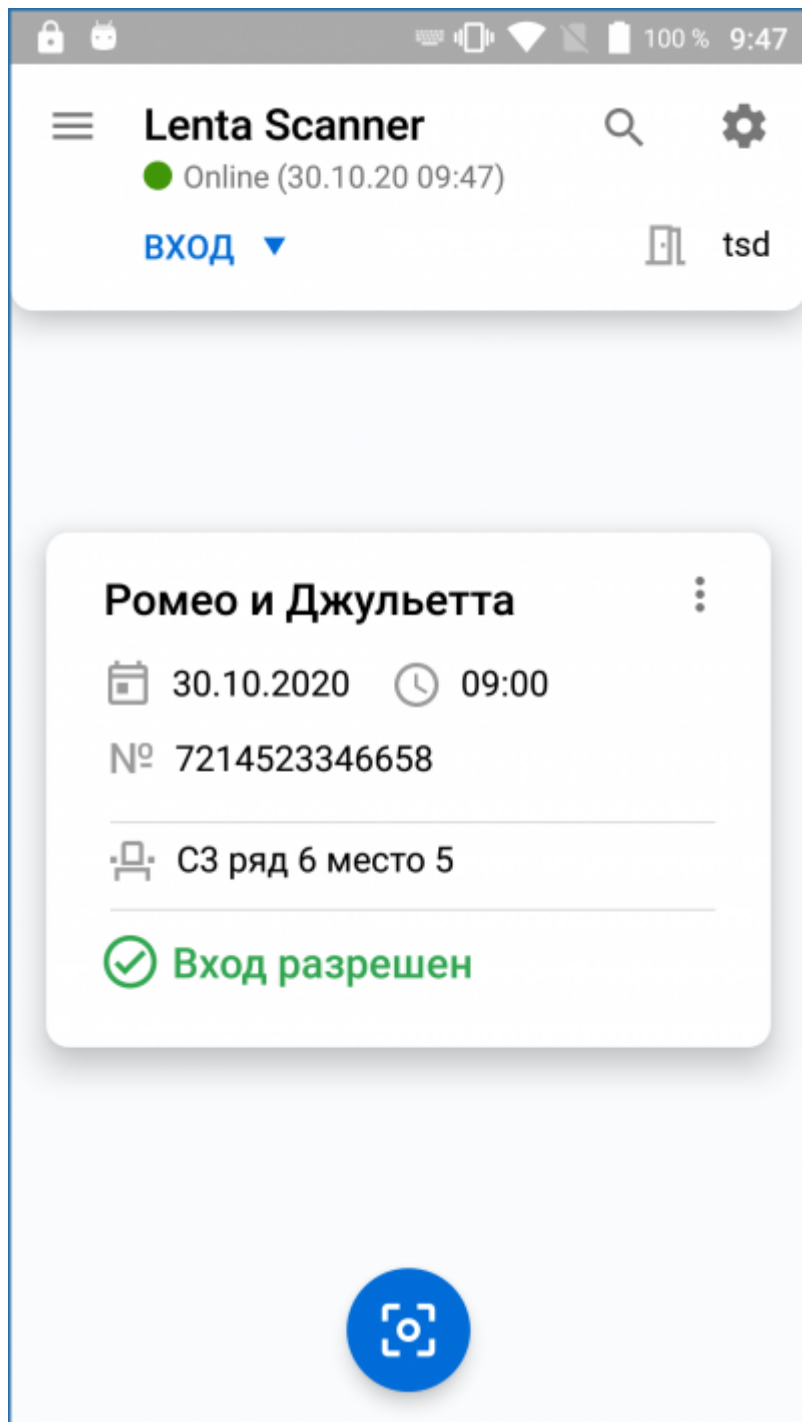 100 % 9:47
Lenta Scanner
Online (30.10.20 09:47)
ВХОД tsd
Ромео и Джульетта
30.10.2020 09:00
№ 7214523346658
С3 ряд 6 место 5
Вход разрешен